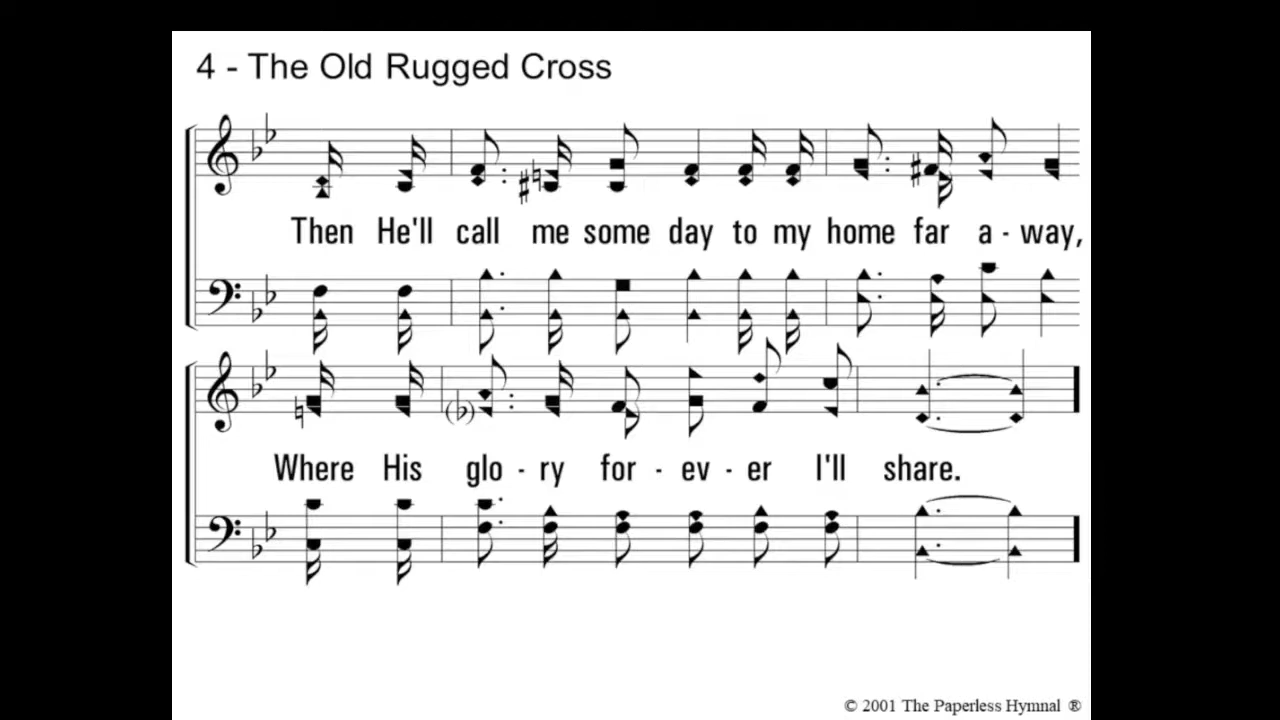 4 - The Old Rugged Cross
Then He'll call me some day to my home far a - way,
Where His glo - ry for - ev - er I'll share.
© 2001 The Paperless Hymnal ®